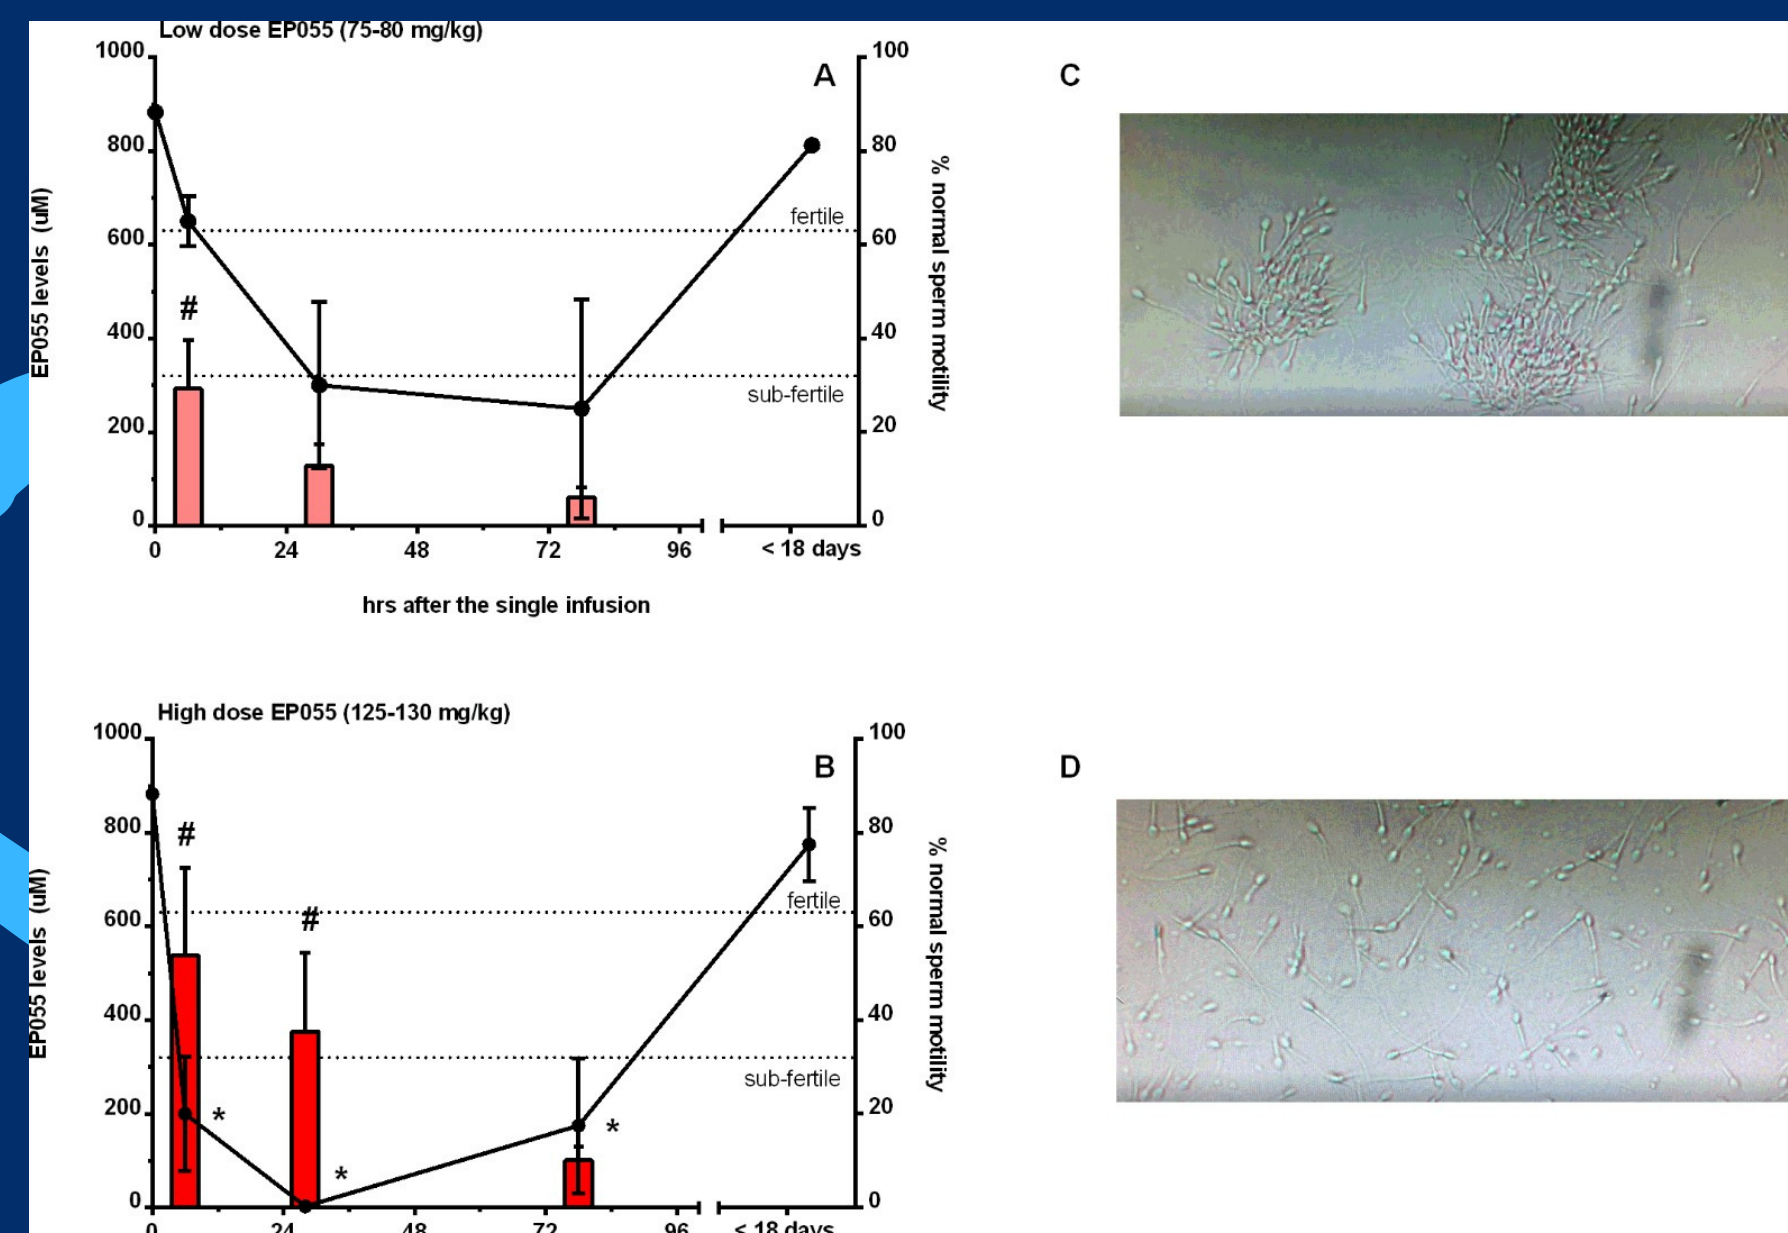 Low dose EP055 (75-80 mg/kg)
A
1000
800
600
400
200
0
EP055 levels (uM)
100
80
60
40
20
0
% normal sperm motility
fertile
sub-fertile
#
0 24 48 72 96 < 18 days
hrs after the single infusion
C
High dose EP055 (125-130 mg/kg)
B
1000
800
600
400
200
0
EP055 levels (uM)
100
80
60
40
20
0
% normal sperm motility
fertile
sub-fertile
#
#
*
*
*
0 24 48 72 96 < 18 days
D